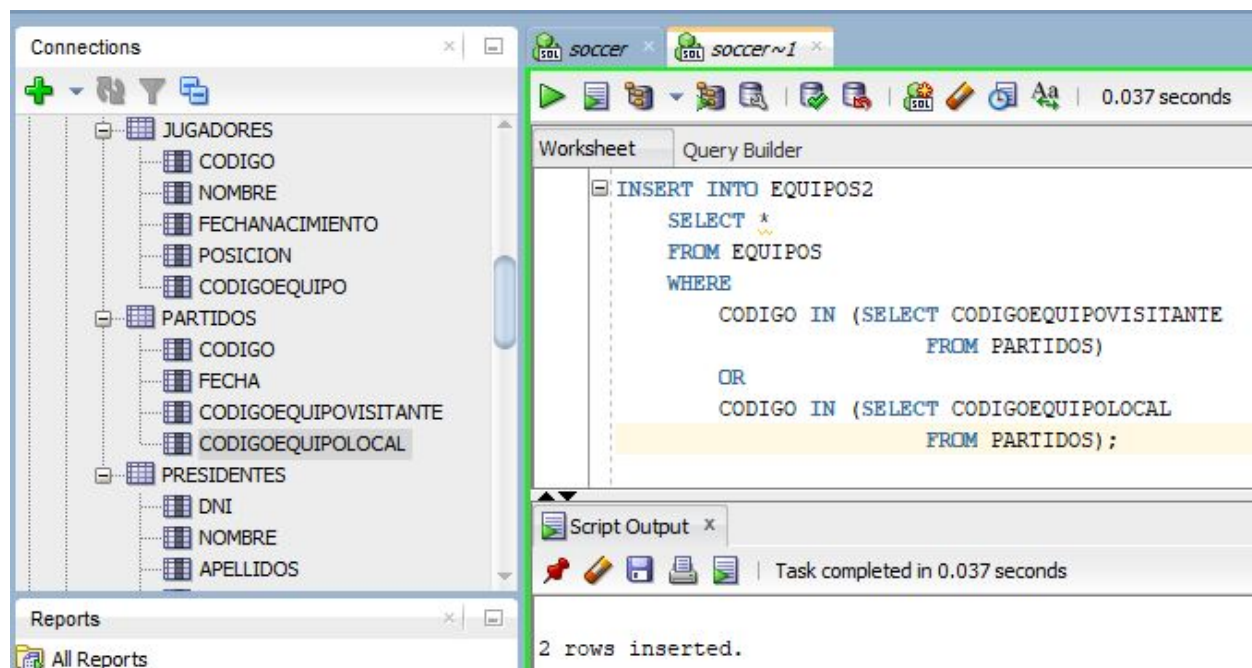 Connections
JUGADORES
CODIGO
NOMBRE
FECHANACIMIENTO
POSICION
CODIGOEQUIPO
PARTIDOS
CODIGO
FECHA
CODIGOEQUIPOVISITANTE
CODIGOEQUIPOLOCAL
PRESIDENTES
DNI
NOMBRE
APELLIDOS
Reports
All Reports
soccer
soccer~1
0.037 seconds
Worksheet Query Builder
INSERT INTO EQUIPOS2
SELECT *
FROM EQUIPOS
WHERE
CODIGO IN (SELECT CODIGOEQUIPOVISITANTE
FROM PARTIDOS)
OR
CODIGO IN (SELECT CODIGOEQUIPOLOCAL
FROM PARTIDOS);
Script Output
Task completed in 0.037 seconds
2 rows inserted.